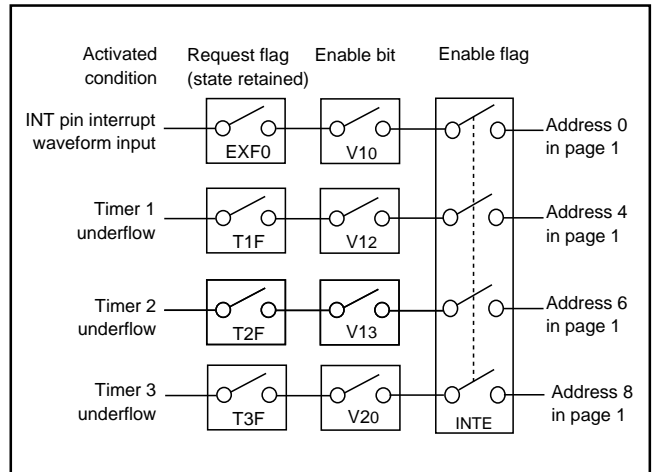 Activated
condition
Request flag
(state retained)
Enable bit
Enable flag
INT pin interrupt
waveform input
EXF0
V10
Address 0
in page 1
Timer 1
underflow
T1F
V12
Address 4
in page 1
Timer 2
underflow
T2F
V13
Address 6
in page 1
Timer 3
underflow
T3F
V20
INTE
Address 8
in page 1